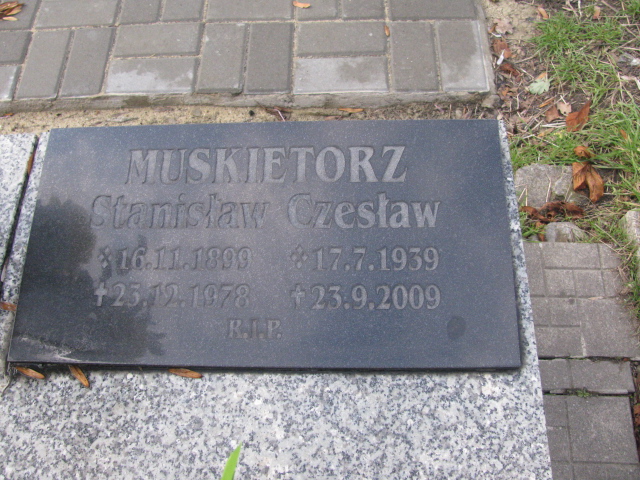 MUSKIETORZ
Stanisław Czesław
*16.11.1899 *17.7.1939
†25.12.1978 †23.9.2009
R.I.P.